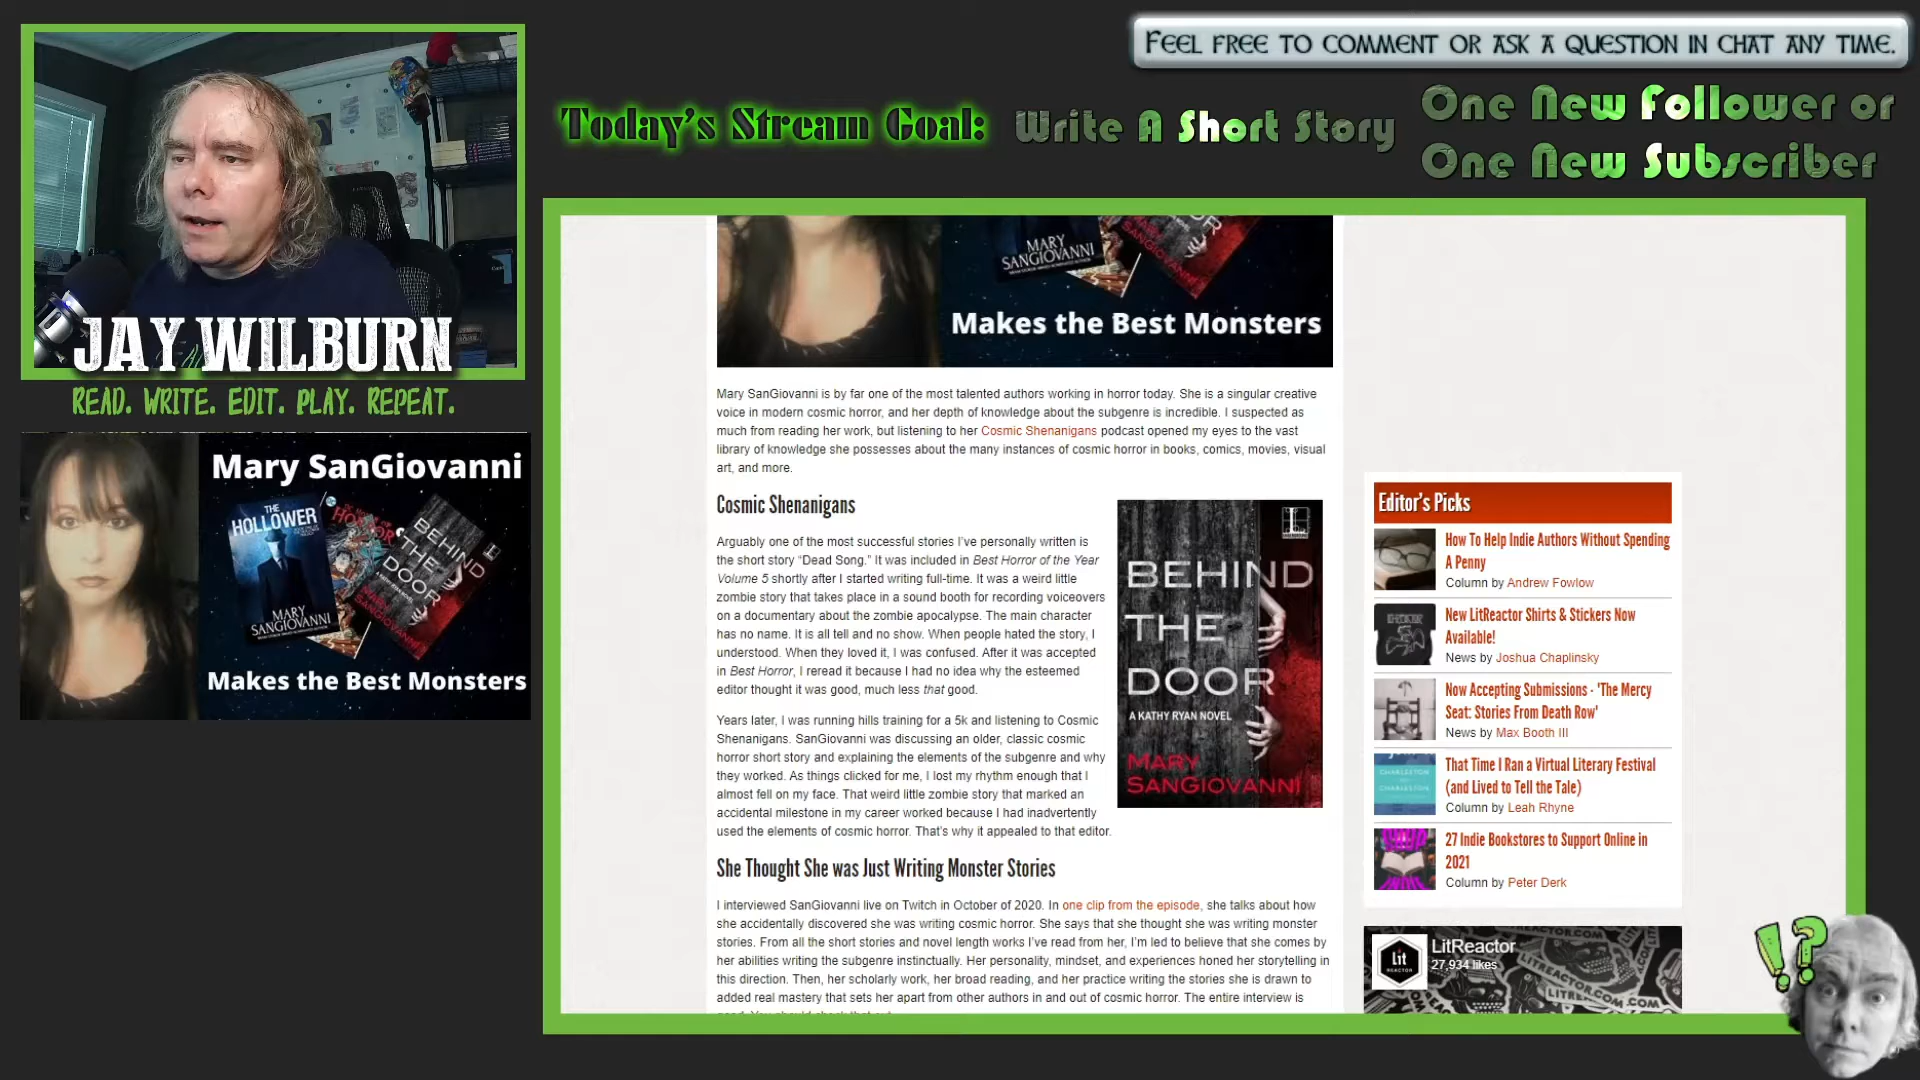 FEEL FREE TO COMMENT OR ASK A QUESTION IN CHAT ANY TIME.
Today's Stream Goal:
Write A Short Story
One New Follower or
One New Subscriber
JAY WILBURN
READ. WRITE. EDIT. PLAY. REPEAT.
Mary SanGiovanni
THE
HOLLOWER
MARY
SANGIOVANNI
HORROR
BEHIND
THE
DOOR
Makes the Best Monsters
MARY
SANGIOVANNI
Makes the Best Monsters
Mary SanGiovanni is by far one of the most talented authors working in horror today. She is a singular creative
voice in modern cosmic horror, and her depth of knowledge about the subgenre is incredible. I suspected as
much from reading her work, but listening to her Cosmic Shenanigans podcast opened my eyes to the vast
library of knowledge she possesses about the many instances of cosmic horror in books, comics, movies, visual
art, and more.
Cosmic Shenanigans
Arguably one of the most successful stories I've personally written is
the short story “Dead Song.” It was included in Best Horror of the Year
Volume 5 shortly after I started writing full-time. It was a weird little
zombie story that takes place in a sound booth for recording voiceovers
on a documentary about the zombie apocalypse. The main character
has no name. It is all tell and no show. When people hated the story, I
understood. When they loved it, I was confused. After it was accepted
in Best Horror, I reread it because I had no idea why the esteemed
editor thought it was good, much less that good.
Years later, I was running hills training for a 5k and listening to Cosmic
Shenanigans. SanGiovanni was discussing an older, classic cosmic
horror short story and explaining the elements of the subgenre and why
they worked. As things clicked for me, I lost my rhythm enough that I
almost fell on my face. That weird little zombie story that marked an
accidental milestone in my career worked because I had inadvertently
used the elements of cosmic horror. That's why it appealed to that editor.
BEHIND
THE
DOOR
A KATHY RYAN NOVEL
MARY
SANGIOVANNI
She Thought She was Just Writing Monster Stories
I interviewed SanGiovanni live on Twitch in October of 2020. In one clip from the episode, she talks about how
she accidentally discovered she was writing cosmic horror. She says that she thought she was writing monster
stories. From all the short stories and novel length works I've read from her, I'm led to believe that she comes by
her abilities writing the subgenre instinctually. Her personality, mindset, and experiences honed her storytelling in
this direction. Then, her scholarly work, her broad reading, and her practice writing the stories she is drawn to
added real mastery that sets her apart from other authors in and out of cosmic horror. The entire interview is
Editor's Picks
How To Help Indie Authors Without Spending
A Penny
Column by Andrew Fowlow
New LitReactor Shirts & Stickers Now
Available!
News by Joshua Chaplinsky
Now Accepting Submissions - 'The Mercy
Seat: Stories From Death Row'
News by Max Booth III
That Time I Ran a Virtual Literary Festival
(and Lived to Tell the Tale)
Column by Leah Rhyne
27 Indie Bookstores to Support Online in
2021
Column by Peter Derk
Lit
REACTOR
LitReactor
27,934 likes
!?